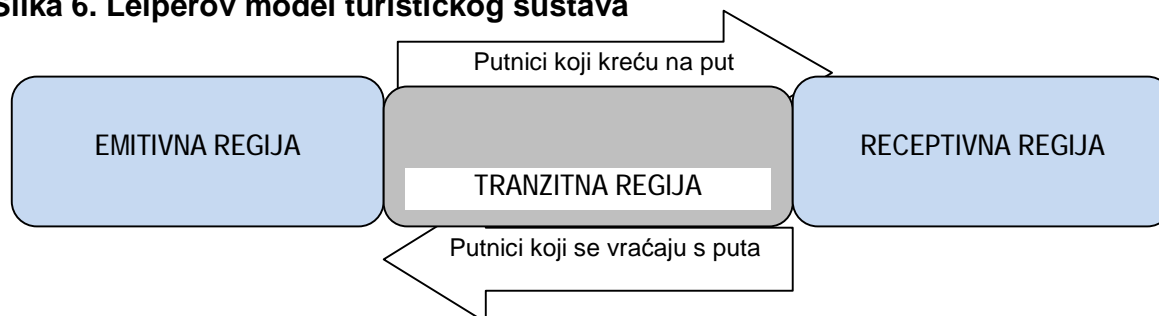 Slika 6. Leiperov model turističkog sustava
Putnici koji kreću na put
EMITIVNA REGIJA
RECEPTIVNA REGIJA
TRANZITNA REGIJA
Putnici koji se vraćaju s puta